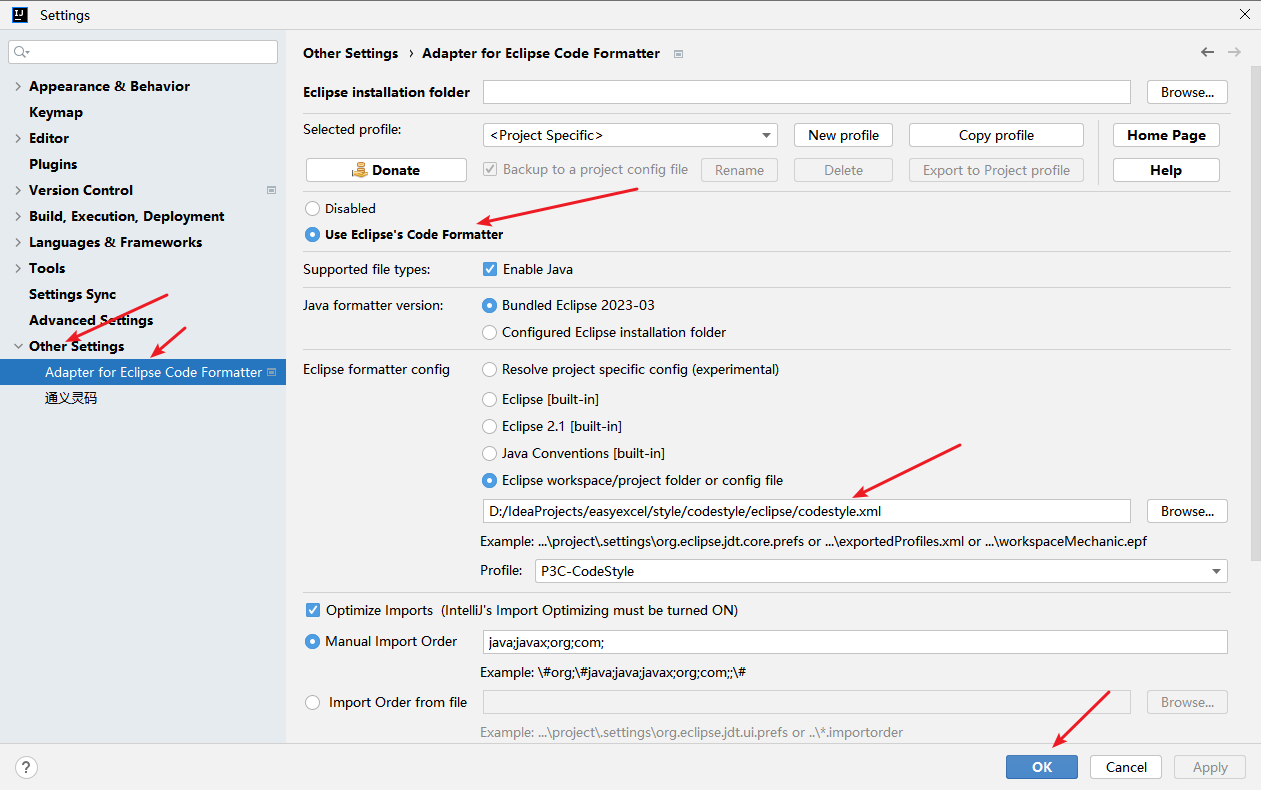 Settings
Other Settings › Adapter for Eclipse Code Formatter
Appearance & Behavior
Keymap
Editor
Plugins
Version Control
Build, Execution, Deployment
Languages & Frameworks
Tools
Settings Sync
Advanced Settings
Other Settings
Adapter for Eclipse Code Formatter
通义灵码
Eclipse installation folder Browse...
Selected profile: <Project Specific> New profile Copy profile Home Page
Donate Backup to a project config file Rename Delete Export to Project profile Help
Disabled
Use Eclipse's Code Formatter
Supported file types: Enable Java
Java formatter version: Bundled Eclipse 2023-03
Configured Eclipse installation folder
Eclipse formatter config Resolve project specific config (experimental)
Eclipse [built-in]
Eclipse 2.1 [built-in]
Java Conventions [built-in]
Eclipse workspace/project folder or config file
D:/IdeaProjects/easyexcel/style/codestyle/eclipse/codestyle.xml Browse...
Example: ...\project\.settings\org.eclipse.jdt.core.prefs or ...\exportedProfiles.xml or ...\workspaceMechanic.epf
Profile: P3C-CodeStyle
Optimize Imports (IntelliJ's Import Optimizing must be turned ON)
Manual Import Order java;javax;org;com;
Example: \#org;\#java;java;javax;org;com;;\#
Import Order from file Browse...
Example: ...\project\.settings\org.eclipse.jdt.ui.prefs or ..\*.importorder
? OK Cancel Apply